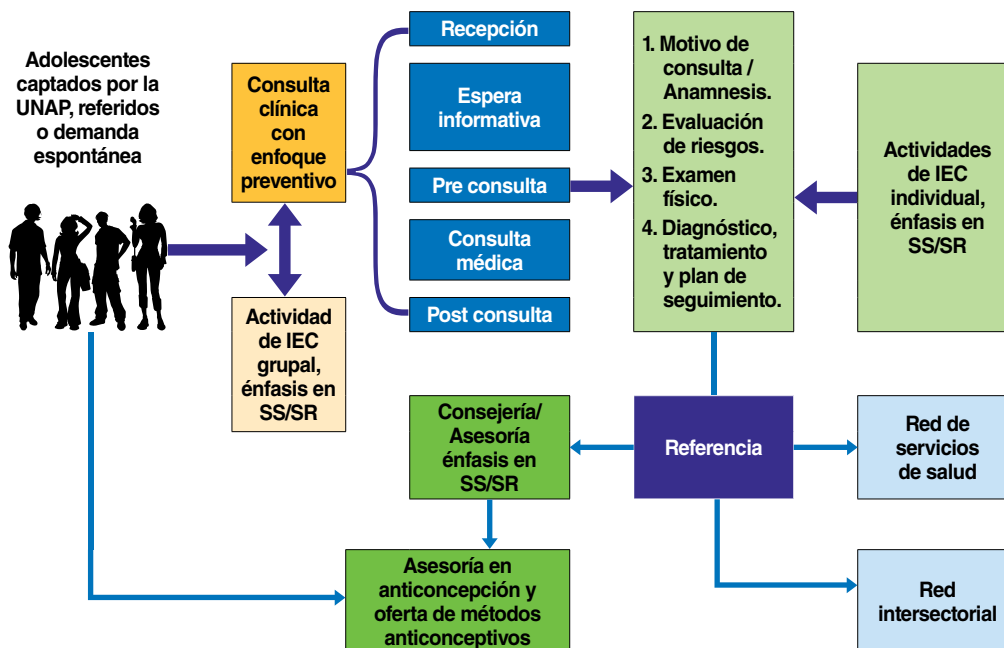 Adolescentes
captados por la
UNAP, referidos
o demanda
espontánea
Consulta
clínica
con
enfoque
preventivo
Actividad
de IEC
grupal,
énfasis en
SS/SR
Recepción
Espera
informativa
Pre consulta
Consulta
médica
Post consulta
1. Motivo de
consulta /
Anamnesis.
2. Evaluación
de riesgos.
3. Examen
físico.
4. Diagnóstico,
tratamiento
y plan de
seguimiento.
Actividades
de IEC
individual,
énfasis en
SS/SR
Consejería/
Asesoría
énfasis en
SS/SR
Referencia
Red de
servicios
de salud
Asesoría en
anticoncepción y
oferta de métodos
anticonceptivos
Red
intersectorial